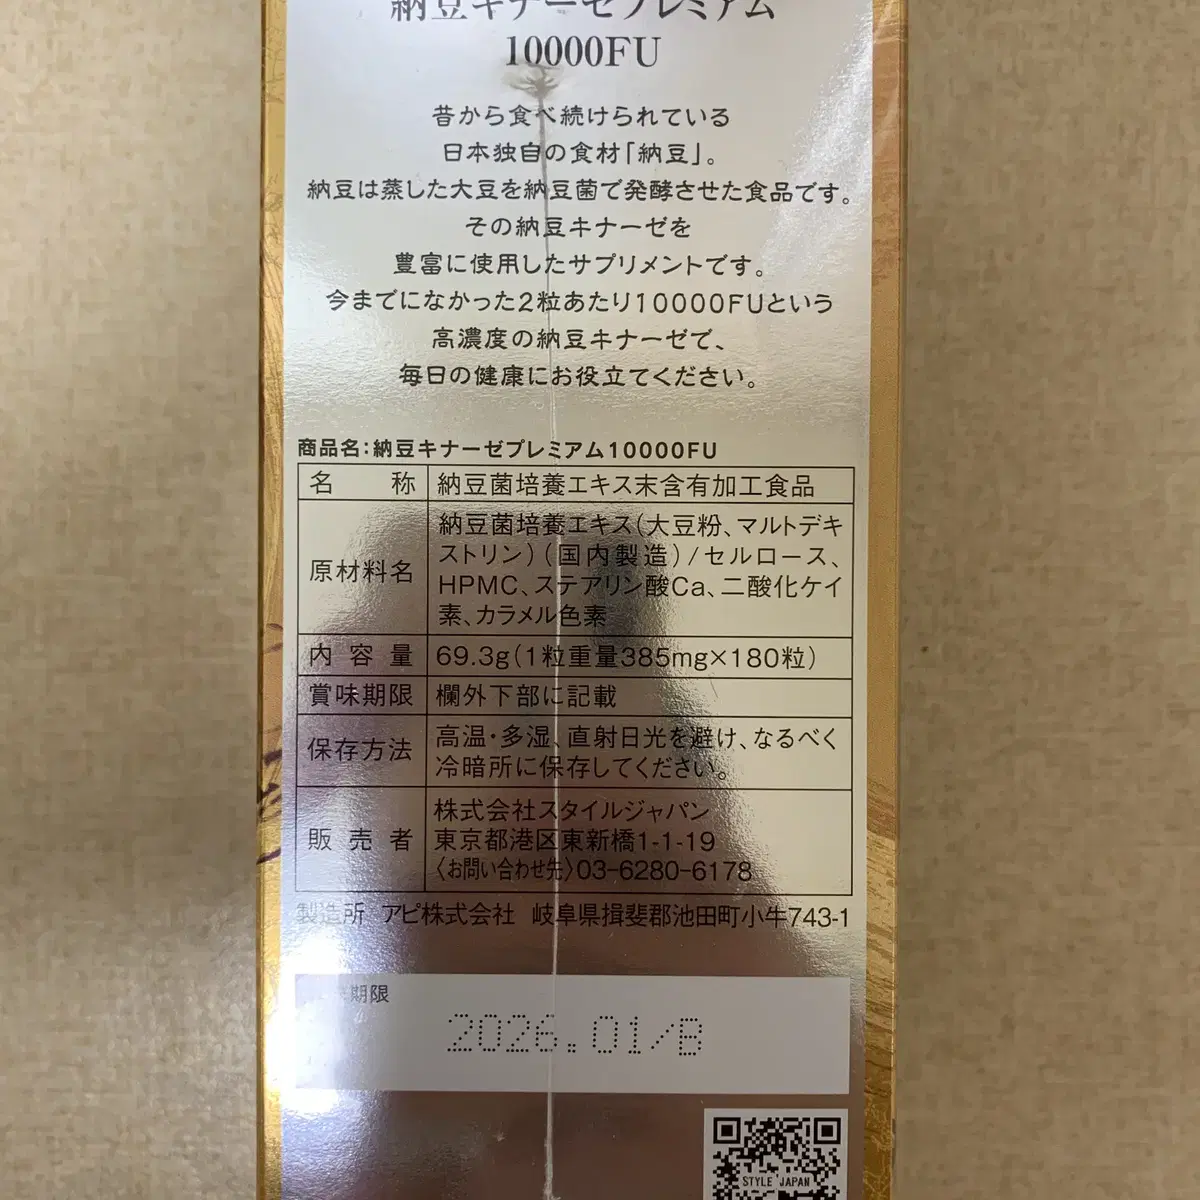 納豆キナーゼプレミアム
10000FU
昔から食べ続けられている
日本独自の食材「納豆」。
納豆は蒸した大豆を納豆菌で発酵させた食品です。
その納豆キナーゼを
豊富に使用したサプリメントです。
今までになかった2粒あたり10000FUという
高濃度の納豆キナーゼで、
毎日の健康にお役立てください。
商品名:納豆キナーゼプレミアム10000FU
名称 納豆菌培養エキス末含有加工食品
原材料名 納豆菌培養エキス(大豆粉、マルトデキ
ストリン)(国内製造)/セルロース、
HPMC、ステアリン酸Ca、二酸化ケイ
素、カラメル色素
内容量 69.3g(1粒重量385mg×180粒)
賞味期限 欄外下部に記載
保存方法 高温・多湿、直射日光を避け、なるべく
冷暗所に保存してください。
販売者 株式会社スタイルジャパン
東京都港区東新橋1-1-19
〈お問い合わせ先〉03-6280-6178
製造所 アピ株式会社 岐阜県揖斐郡池田町小牛743-1
期限
2026.01/B
STYLE JAPAN